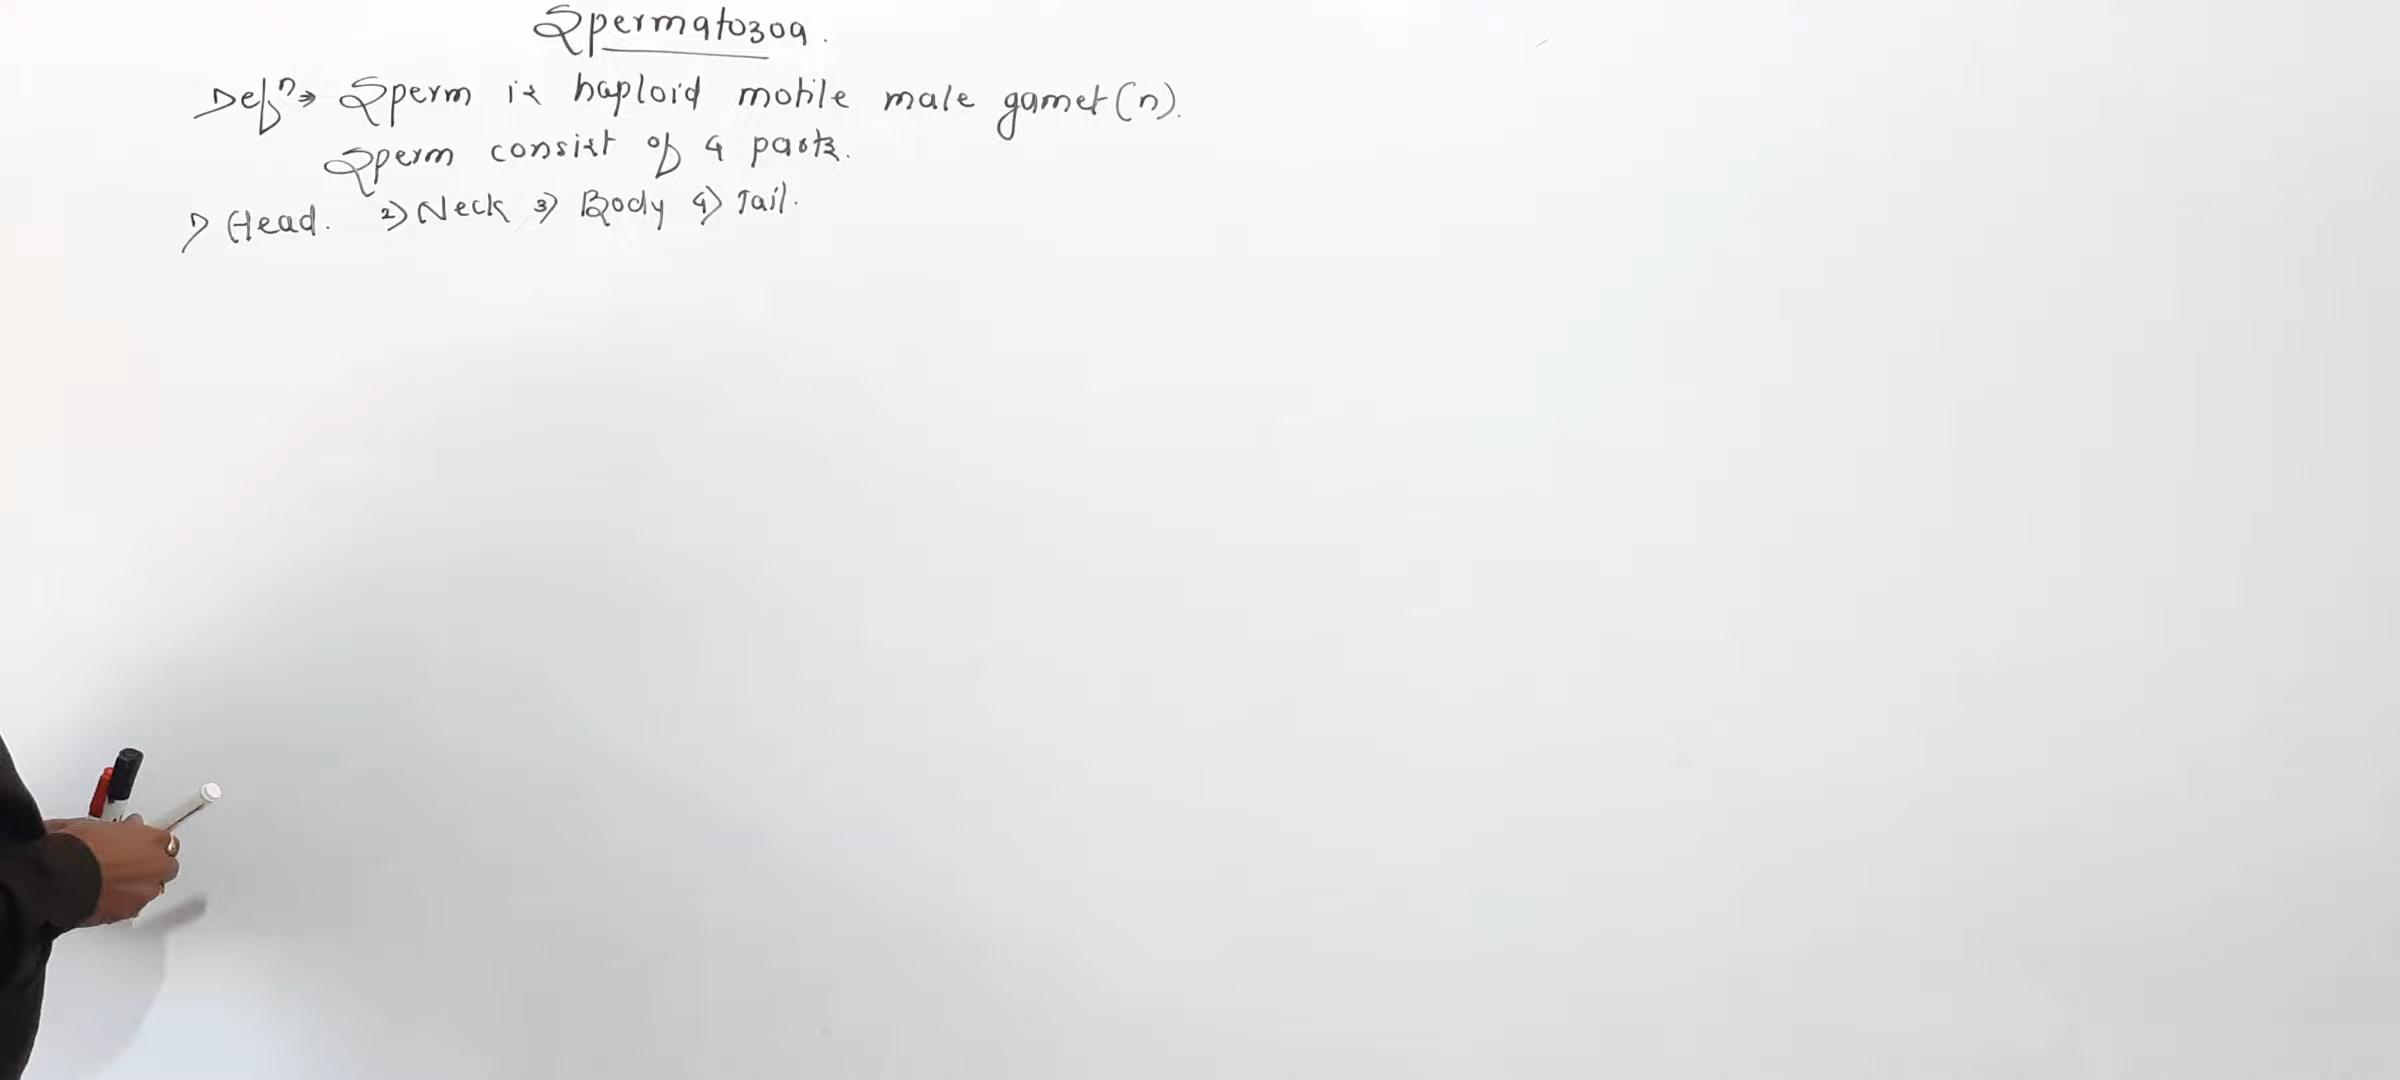 Spermatozoa.
Defn → Sperm is haploid motile male gamet (n).
Sperm consist of 4 parts.
1) Head. 2) Neck 3) Body 4) Tail.